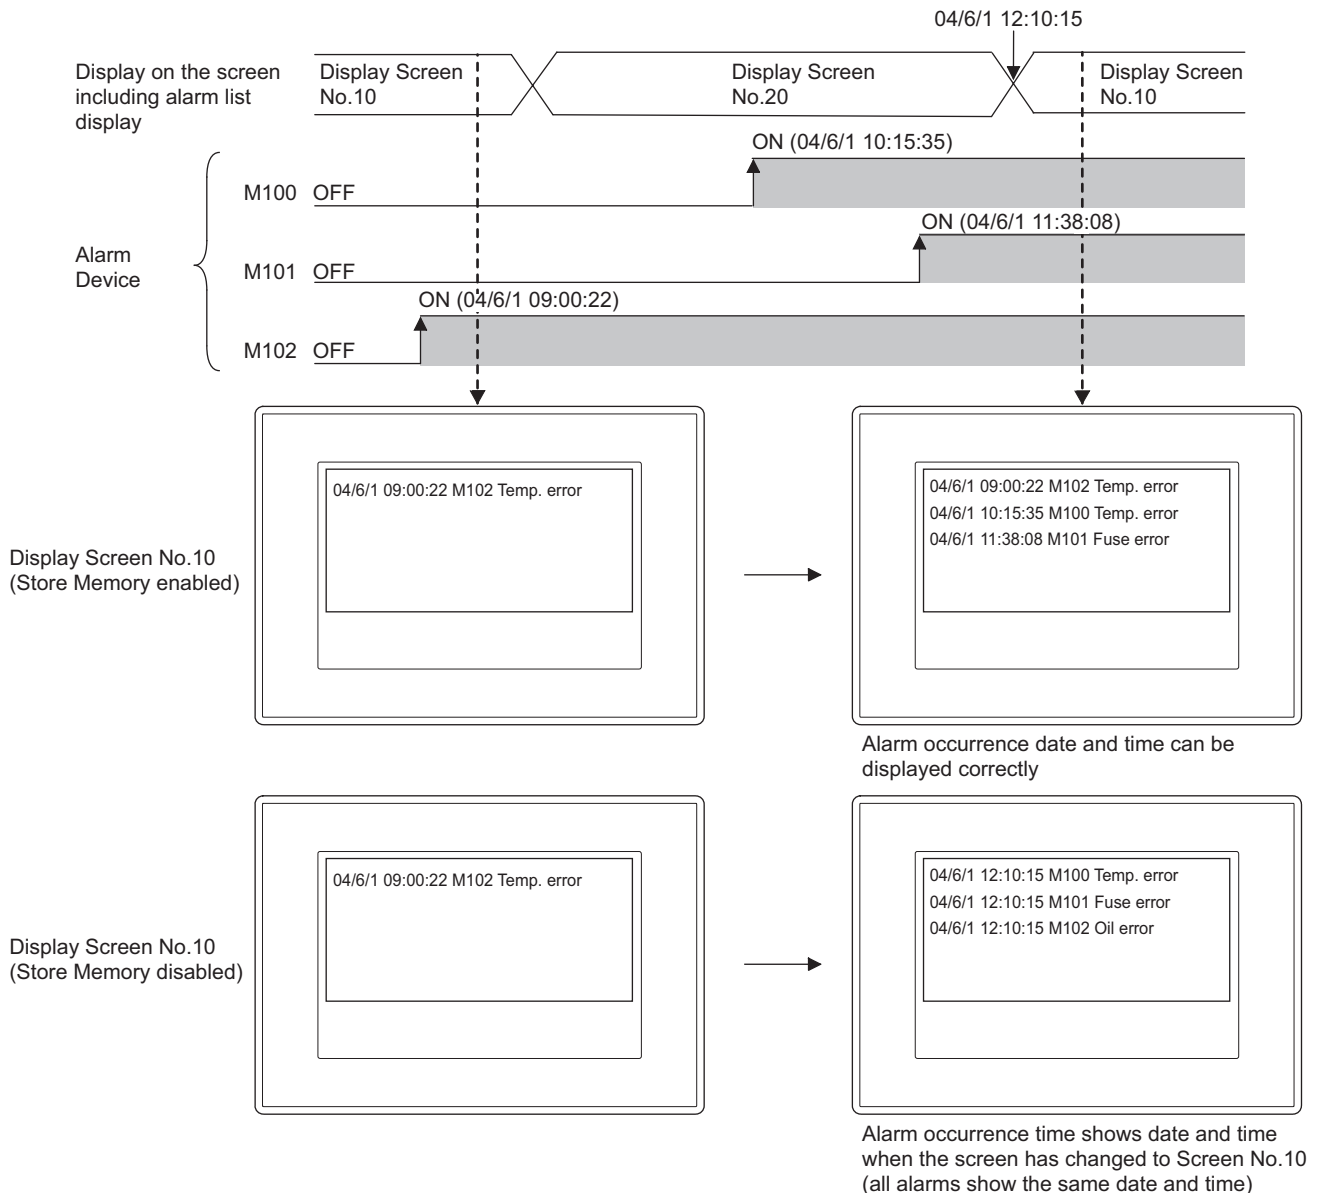 04/6/1 12:10:15
Display on the screen
including alarm list
display
Display Screen
No.10
Display Screen
No.20
Display Screen
No.10
ON (04/6/1 10:15:35)
M100 OFF
ON (04/6/1 11:38:08)
Alarm
Device
M101 OFF
ON (04/6/1 09:00:22)
M102 OFF
Display Screen No.10
(Store Memory enabled)
04/6/1 09:00:22 M102 Temp. error
04/6/1 09:00:22 M102 Temp. error
04/6/1 10:15:35 M100 Temp. error
04/6/1 11:38:08 M101 Fuse error
Alarm occurrence date and time can be
displayed correctly
Display Screen No.10
(Store Memory disabled)
04/6/1 09:00:22 M102 Temp. error
04/6/1 12:10:15 M100 Temp. error
04/6/1 12:10:15 M101 Fuse error
04/6/1 12:10:15 M102 Oil error
Alarm occurrence time shows date and time
when the screen has changed to Screen No.10
(all alarms show the same date and time)